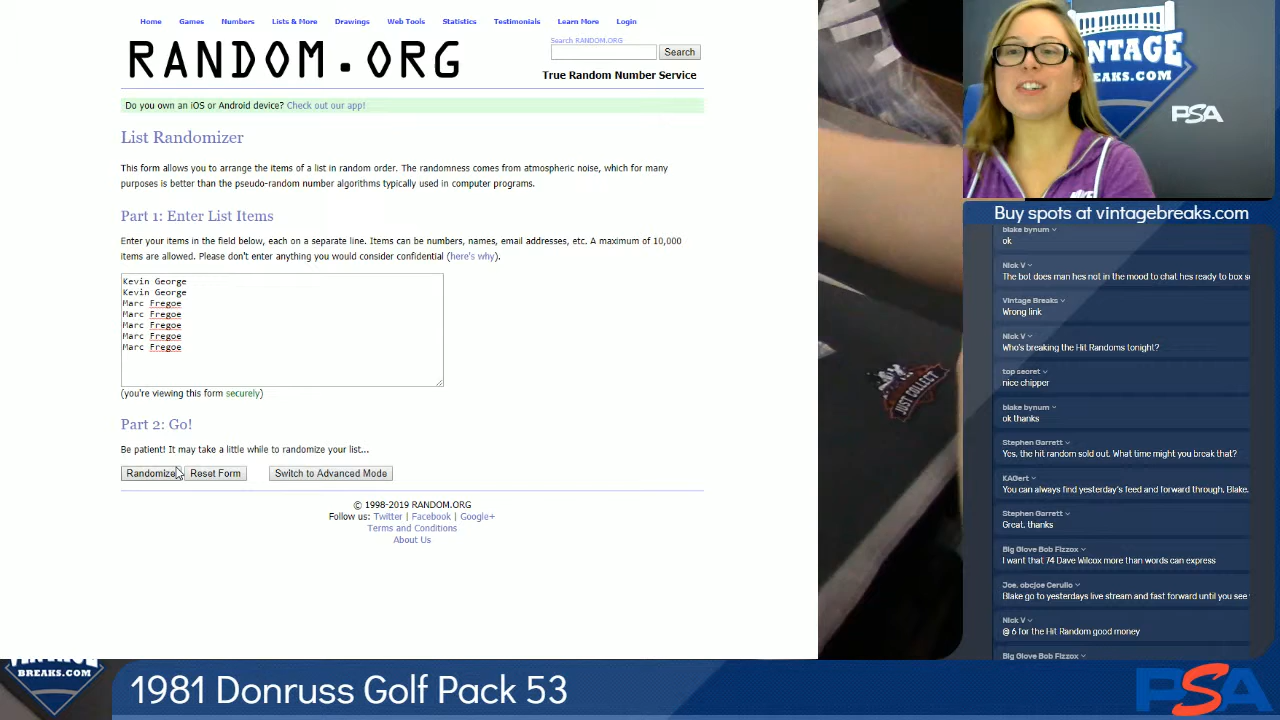 Home Games Numbers Lists & More Drawings Web Tools Statistics Testimonials Learn More Login
RANDOM.ORG
Search RANDOM.ORG
Search
True Random Number Service
Do you own an iOS or Android device? Check out our app!
List Randomizer
This form allows you to arrange the items of a list in random order. The randomness comes from atmospheric noise, which for many
purposes is better than the pseudo-random number algorithms typically used in computer programs.
Part 1: Enter List Items
Enter your items in the field below, each on a separate line. Items can be numbers, names, email addresses, etc. A maximum of 10,000
items are allowed. Please don't enter anything you would consider confidential (here's why).
Kevin George
Kevin George
Marc Fregoe
Marc Fregoe
Marc Fregoe
Marc Fregoe
Marc Fregoe
(you're viewing this form securely)
Part 2: Go!
Be patient! It may take a little while to randomize your list...
Randomize Reset Form Switch to Advanced Mode
© 1998-2019 RANDOM.ORG
Follow us: Twitter | Facebook | Google+
Terms and Conditions
About Us
JUST COLLECT
VINTAGE
BREAKS.COM
PSA
Buy spots at vintagebreaks.com
blake bynum
ok
Nick V
The bot does man hes not in the mood to chat hes ready to box
Vintage Breaks
Wrong link
Nick V
Who's breaking the Hit Randoms tonight?
top secret
nice chipper
blake bynum
ok thanks
Stephen Garrett
Yes, the hit random sold out. What time might you break that?
KAGert
You can always find yesterday's feed and forward through, Blake.
Stephen Garrett
Great, thanks
Big Glove Bob Fizzox
I want that 74 Dave Wilcox more than words can express
Joe, abcjoe Cerullo
Blake go to yesterdays live stream and fast forward until you see
Nick V
@ 6 for the Hit Random good money
Big Glove Bob Fizzox
VINTAGE
BREAKS.COM
1981 Donruss Golf Pack 53
PSA